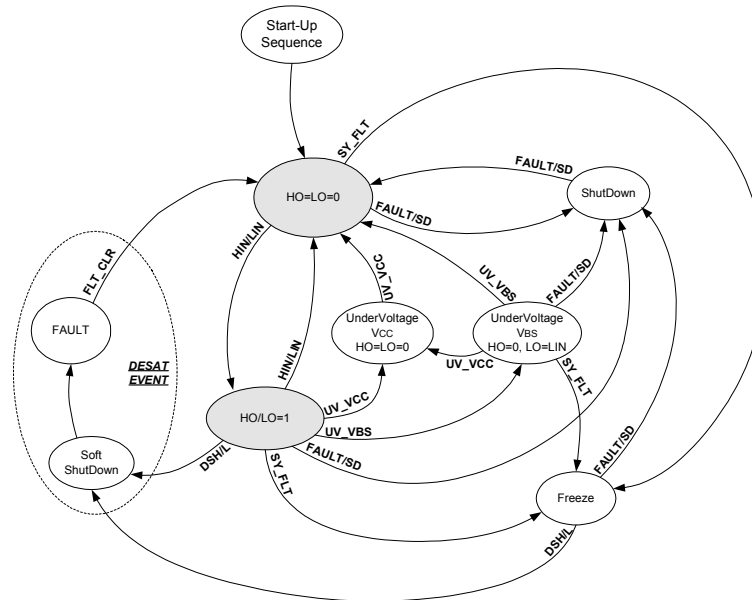 Start-Up
Sequence
SY_FLT
FAULT/SD
HO=LO=0
ShutDown
FAULT/SD
HIN/LIN
FLT_CLR
UV_VCC
UV_VBS
FAULT/SD
FAULT
UnderVoltage
VCC
HO=LO=0
UnderVoltage
VBS
HO=0, LO=LIN
DESAT
EVENT
HIN/LIN
UV_VCC
SY_FLT
UV_VCC
HO/LO=1
UV_VBS
Soft
ShutDown
DSH/L
SY_FLT
FAULT/SD
FAULT/SD
Freeze
DSH/L